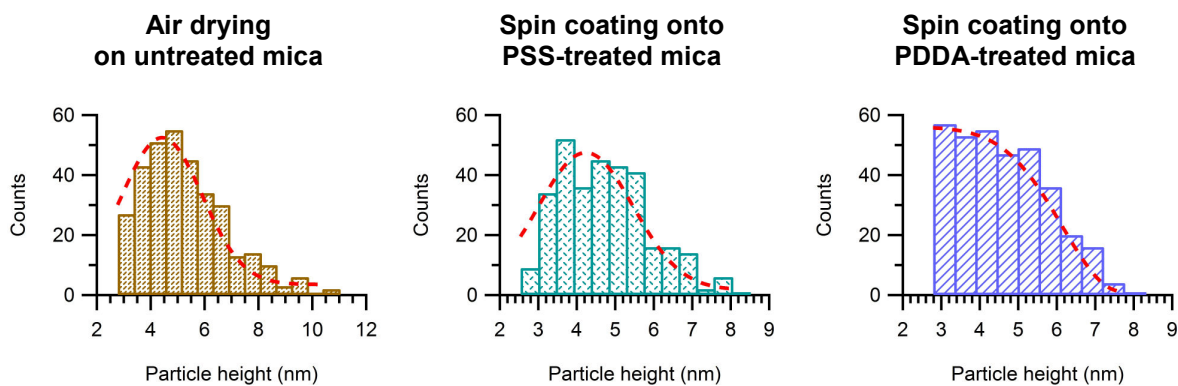 Air drying
on untreated mica
Spin coating onto
PSS-treated mica
Spin coating onto
PDDA-treated mica
60
40
20
0
Counts
2 4 6 8 10 12
Particle height (nm)
60
40
20
0
Counts
2 3 4 5 6 7 8 9
Particle height (nm)
60
40
20
0
Counts
2 3 4 5 6 7 8 9
Particle height (nm)